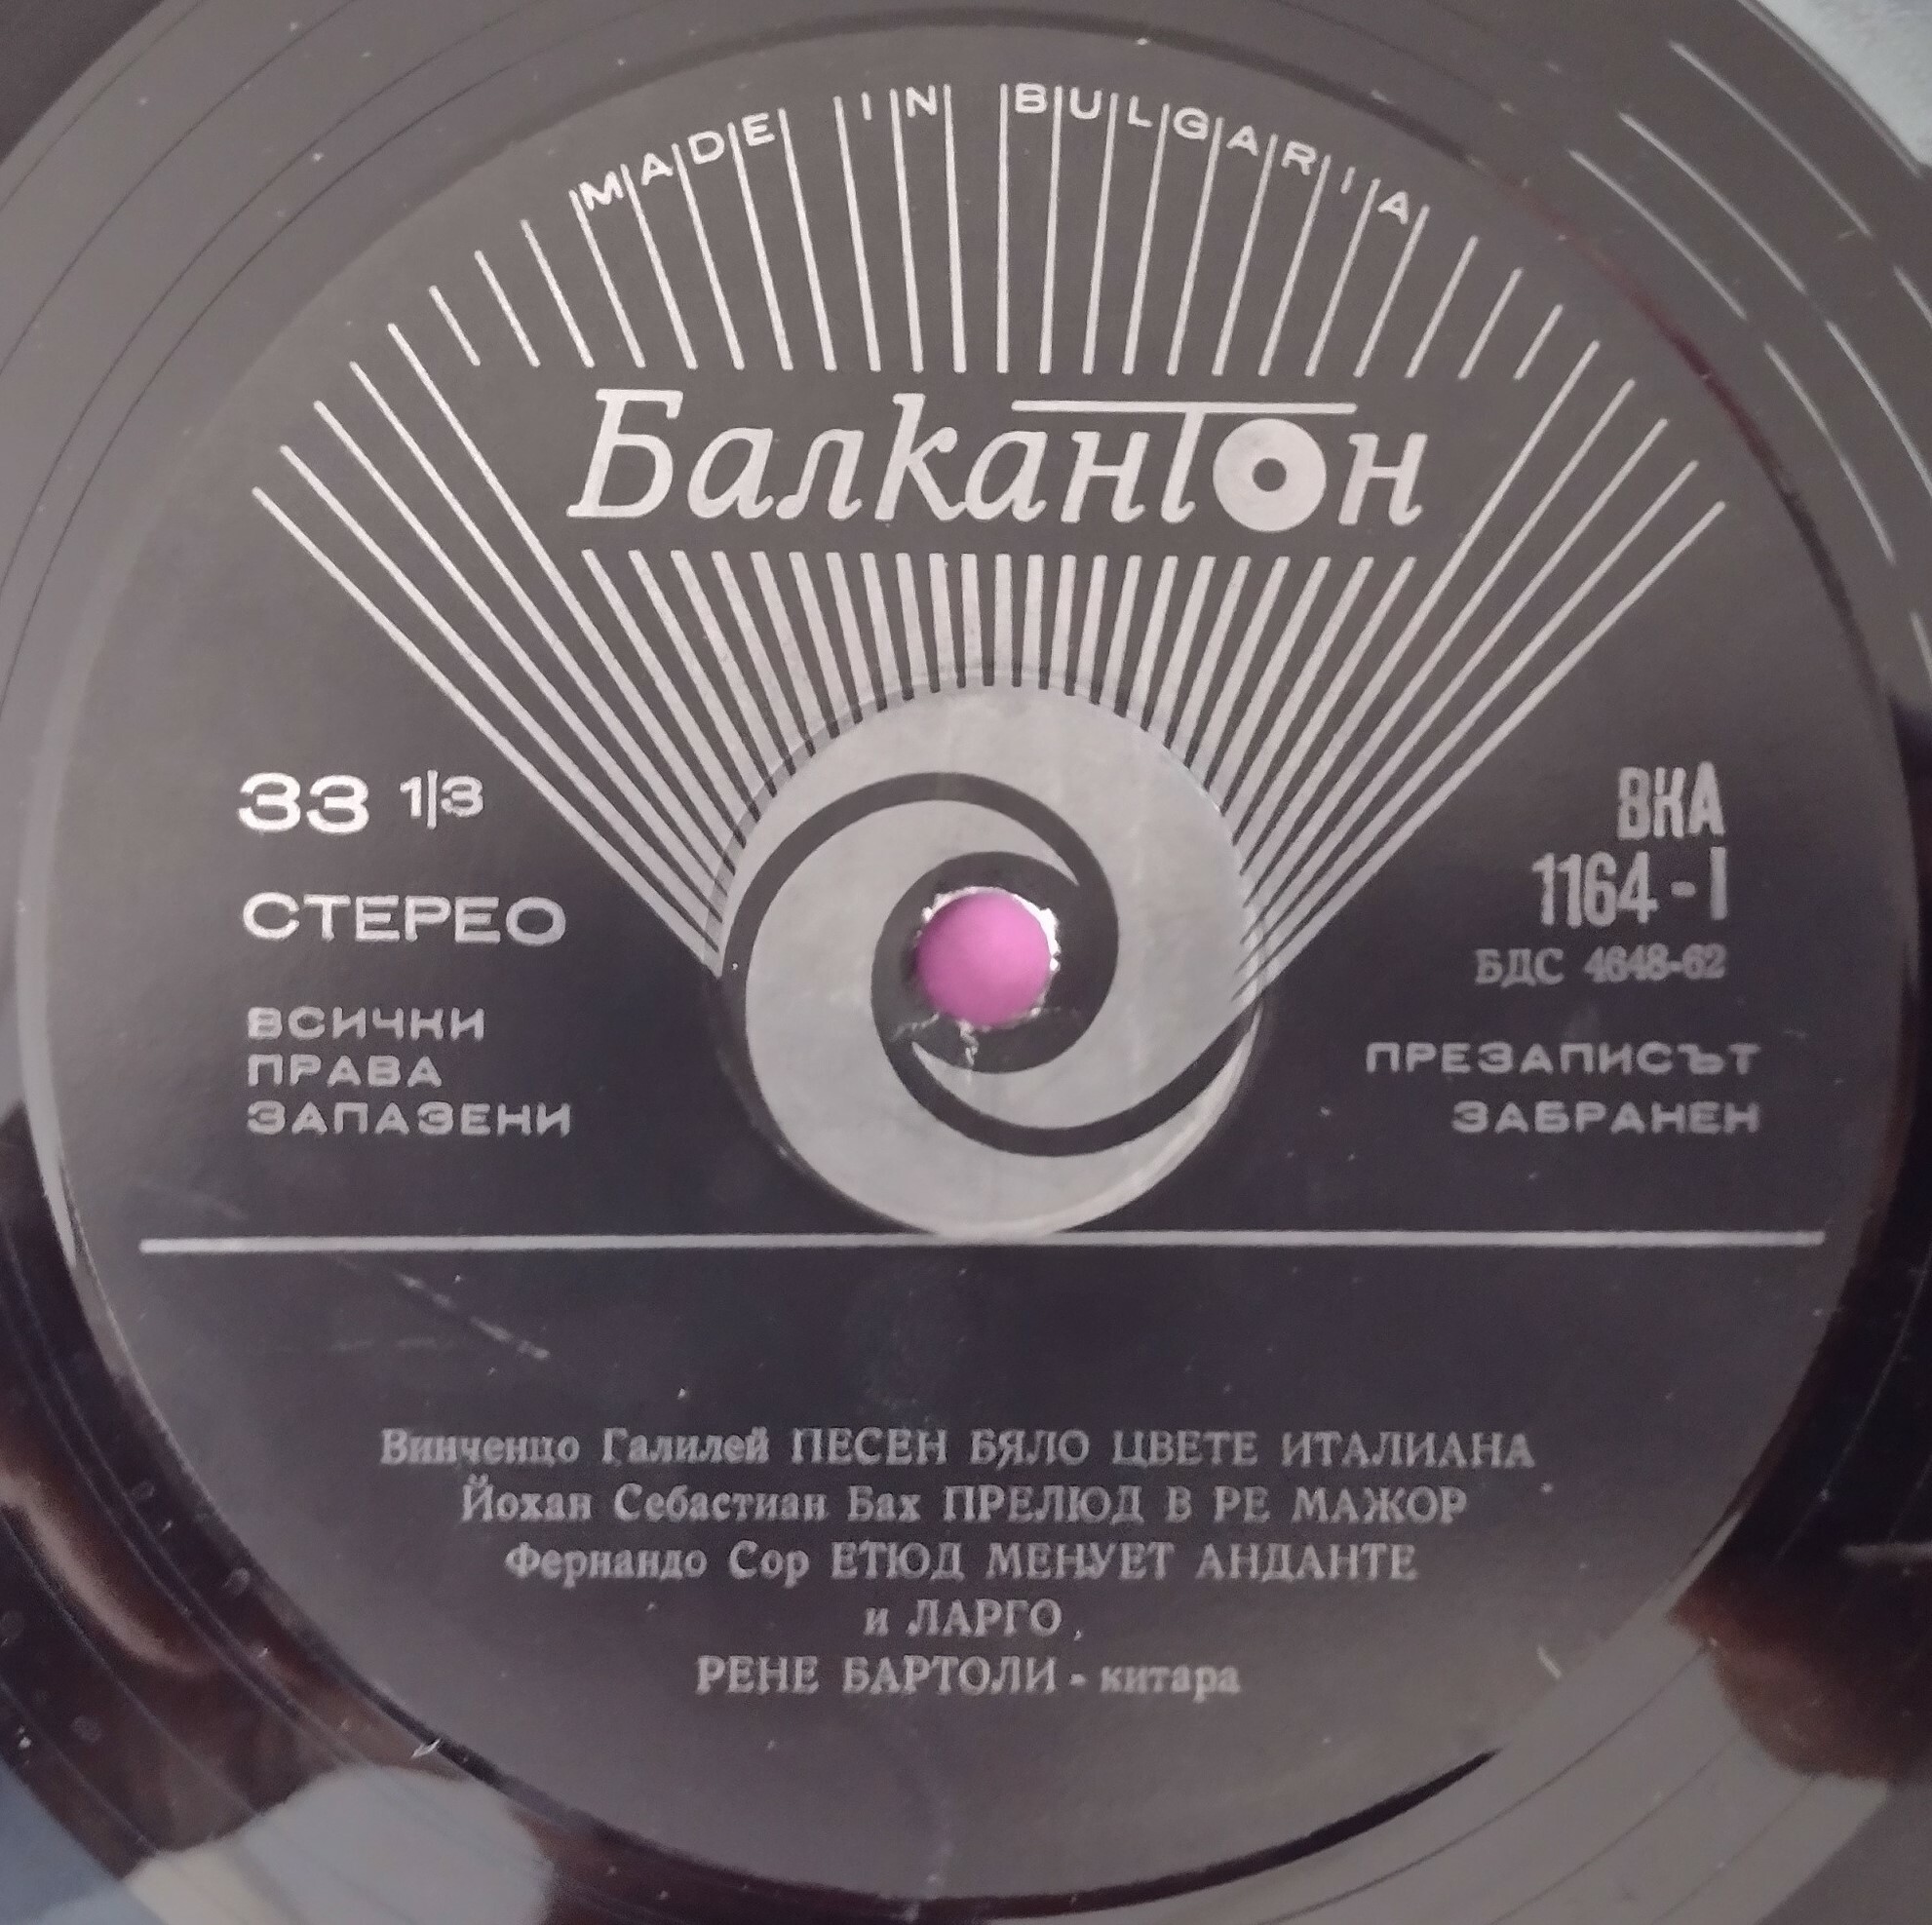 MADE IN BULGARIA
Балкантон
33 1/3
СТЕРЕО
ВСИЧКИ
ПРАВА
ЗАПАЗЕНИ
ВКА
1164-I
БДС 4648-62
ПРЕЗАПИСЪТ
ЗАБРАНЕН
Винченцо Галилей ПЕСЕН БЯЛО ЦВЕТЕ ИТАЛИАНА
Йохан Себастиан Бах ПРЕЛЮД В РЕ МАЖОР
Фернандо Сор ЕТЮД МЕНУЕТ АНДАНТЕ
и ЛАРГО
РЕНЕ БАРТОЛИ - китара